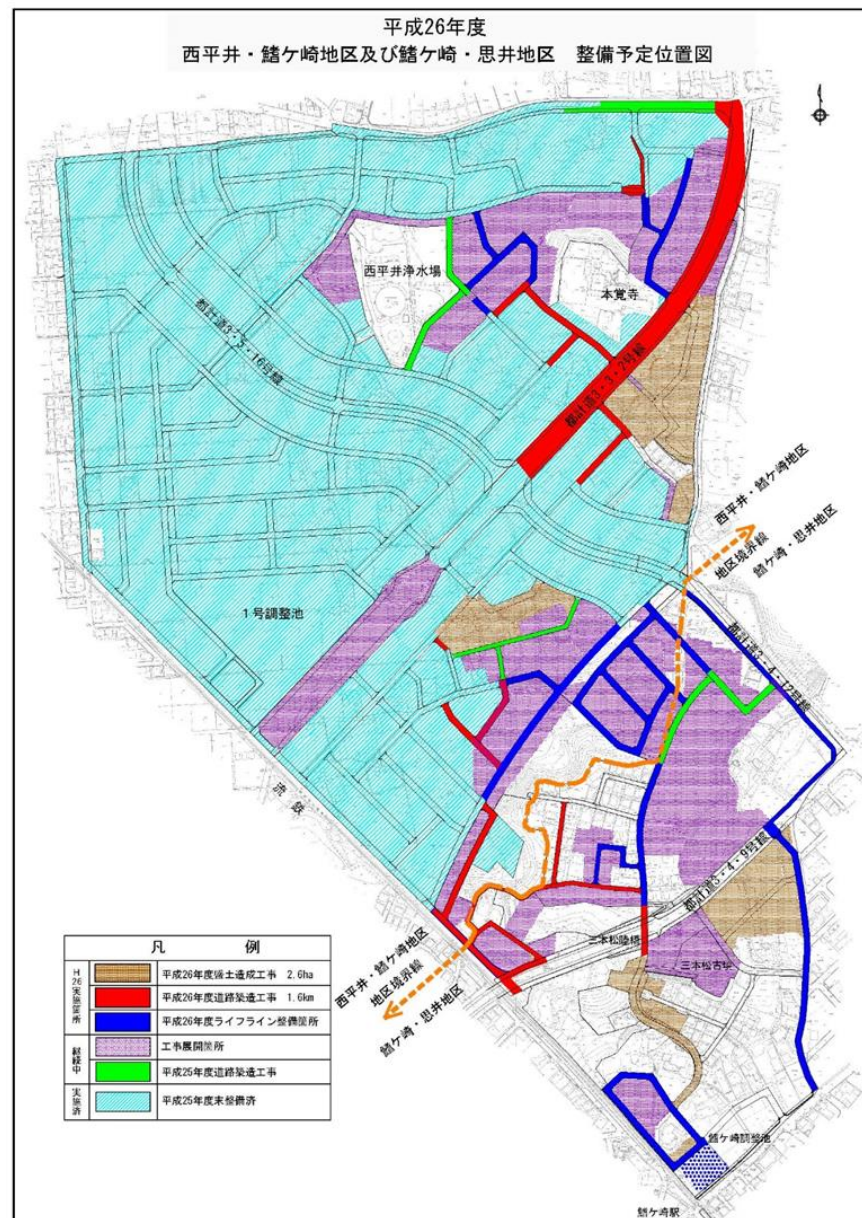 平成26年度
西平井・鰭ケ崎地区及び鰭ケ崎・思井地区 整備予定位置図
西平井浄水場
本覚寺
都計道3・5・16号線
都計道3・3・2号線
西平井・鰭ケ崎地区
地区境界線
鰭ケ崎・思井地区
1号調整池
都計道3・4・12号線
流鉄
都計道3・4・9号線
二本松陸橋
三本松古墳
西平井・鰭ケ崎地区
地区境界線
鰭ケ崎・思井地区
凡 例
H26実施箇所
平成26年度盛土造成工事 2.6ha
平成26年度道路築造工事 1.6km
平成26年度ライフライン整備箇所
継続中
工事展開箇所
平成25年度道路築造工事
実施済
平成25年度末整備済
鰭ケ崎調整池
鰭ケ崎駅